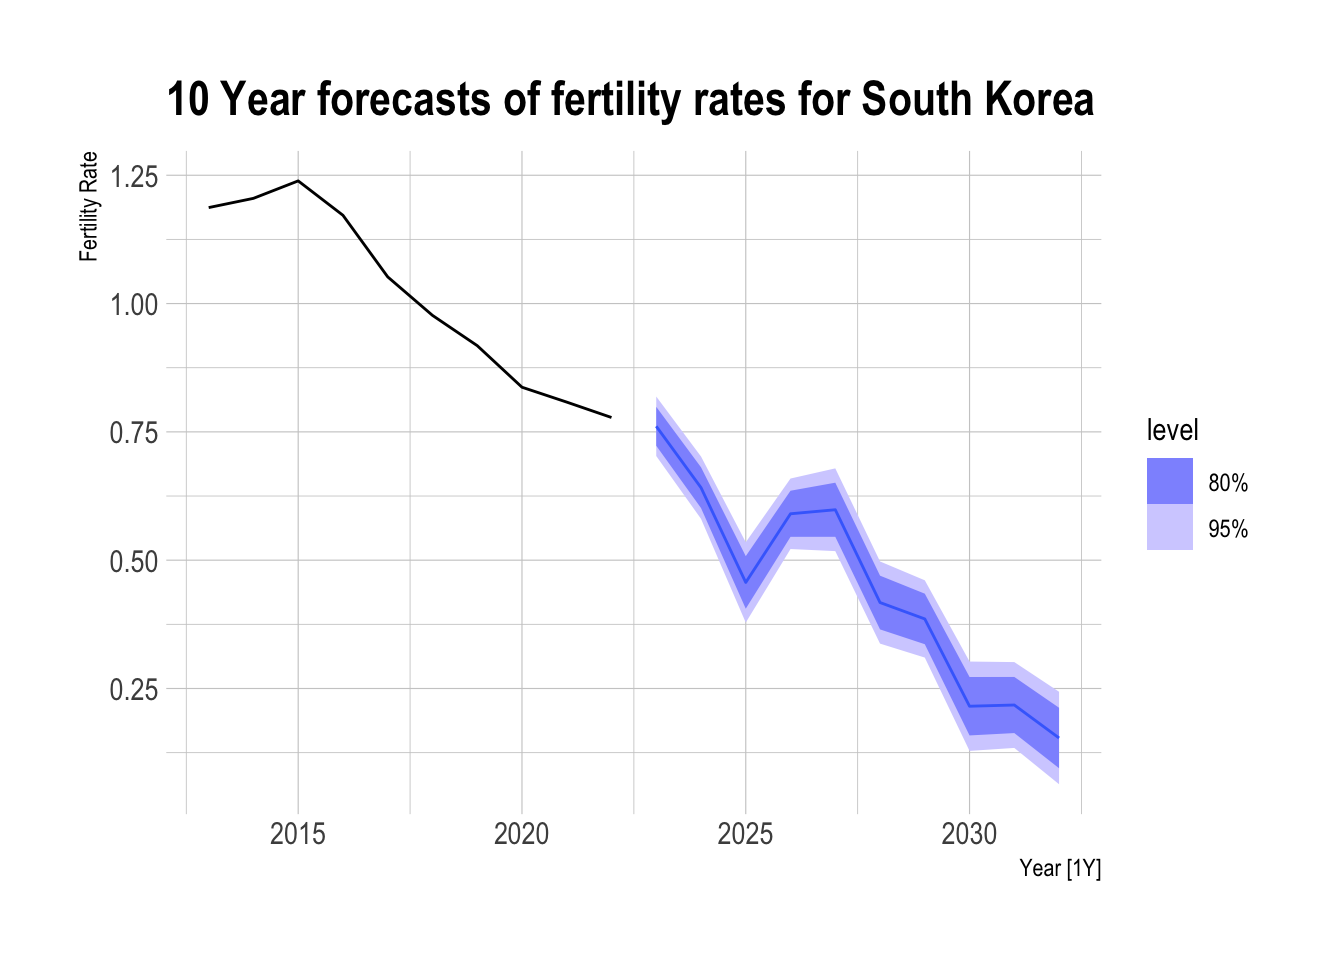 10 Year forecasts of fertility rates for South Korea
Fertility Rate
1.25
1.00
0.75
0.50
0.25
2015 2020 2025 2030
Year [1Y]
level
80%
95%